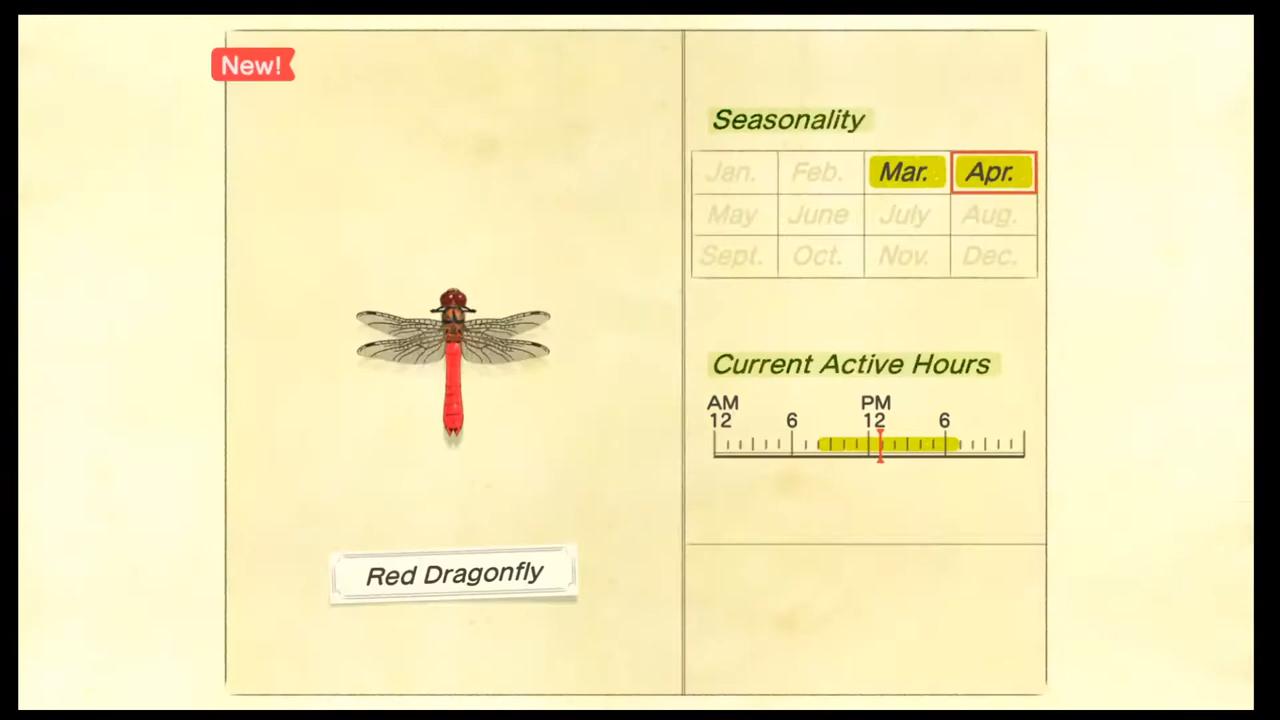 New!
Seasonality
Jan. Feb. Mar. Apr.
May June July Aug.
Sept. Oct. Nov. Dec.
Current Active Hours
AM PM
12 6 12 6
Red Dragonfly